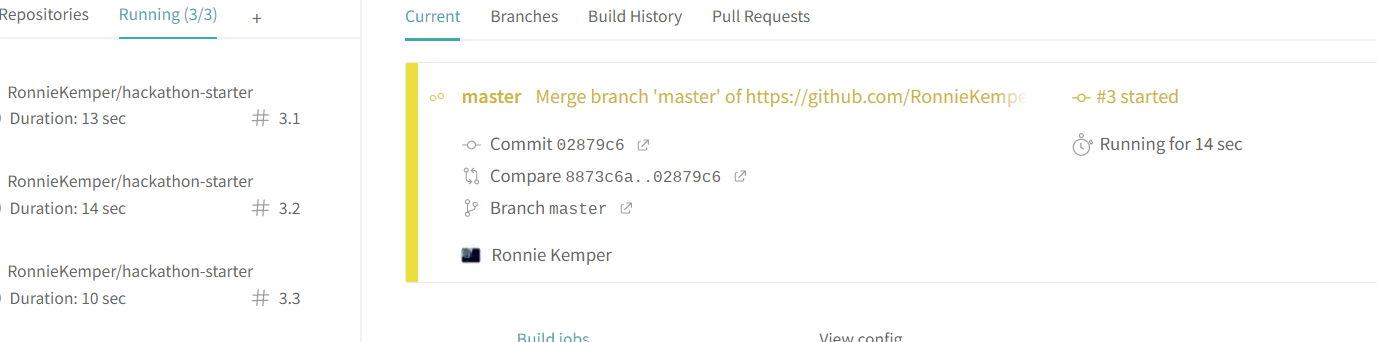 Repositories Running (3/3) +
RonnieKemper/hackathon-starter
Duration: 13 sec # 3.1
RonnieKemper/hackathon-starter
Duration: 14 sec # 3.2
RonnieKemper/hackathon-starter
Duration: 10 sec # 3.3
Current Branches Build History Pull Requests
master Merge branch 'master' of https://github.com/RonnieKempe
Commit 02879c6
Compare 8873c6a..02879c6
Branch master
Ronnie Kemper
#3 started
Running for 14 sec
Build jobs View config